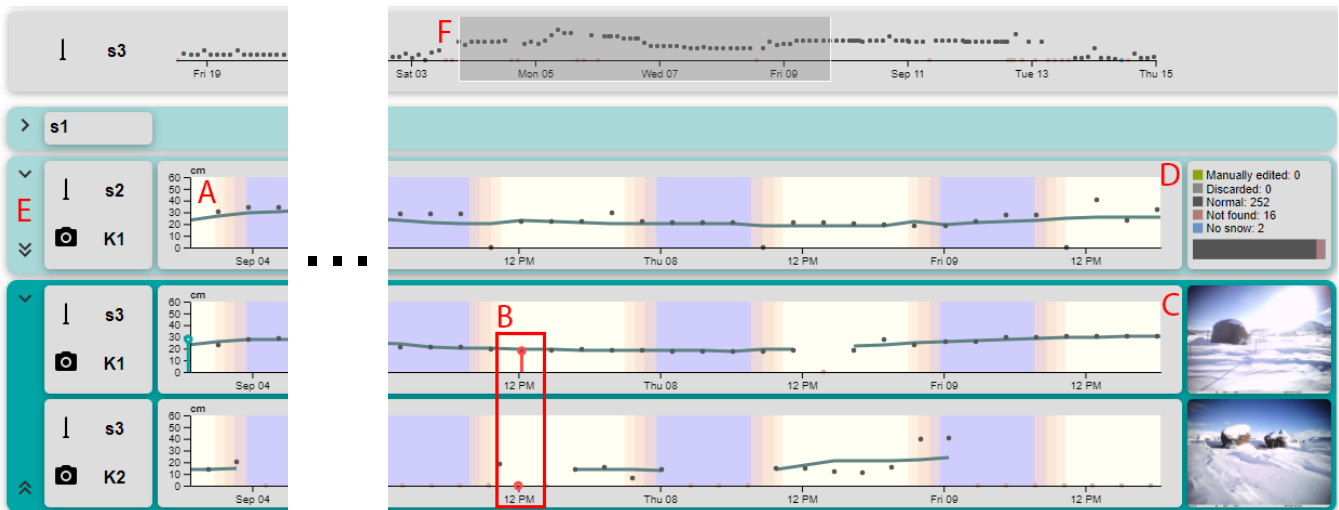 F
s3
Fri 19
Sat 03
Mon 05
Wed 07
Fri 09
Sep 11
Tue 13
Thu 15
s1
E
s2
K1
cm
60
50
40
30
20
10
0
A
Sep 04
12 PM
Thu 08
12 PM
Fri 09
12 PM
D
Manually edited: 0
Discarded: 0
Normal: 252
Not found: 16
No snow: 2
s3
K1
cm
60
50
40
30
20
10
0
Sep 04
B
12 PM
Thu 08
12 PM
Fri 09
12 PM
C
s3
K2
cm
60
50
40
30
20
10
0
Sep 04
12 PM
Thu 08
12 PM
Fri 09
12 PM